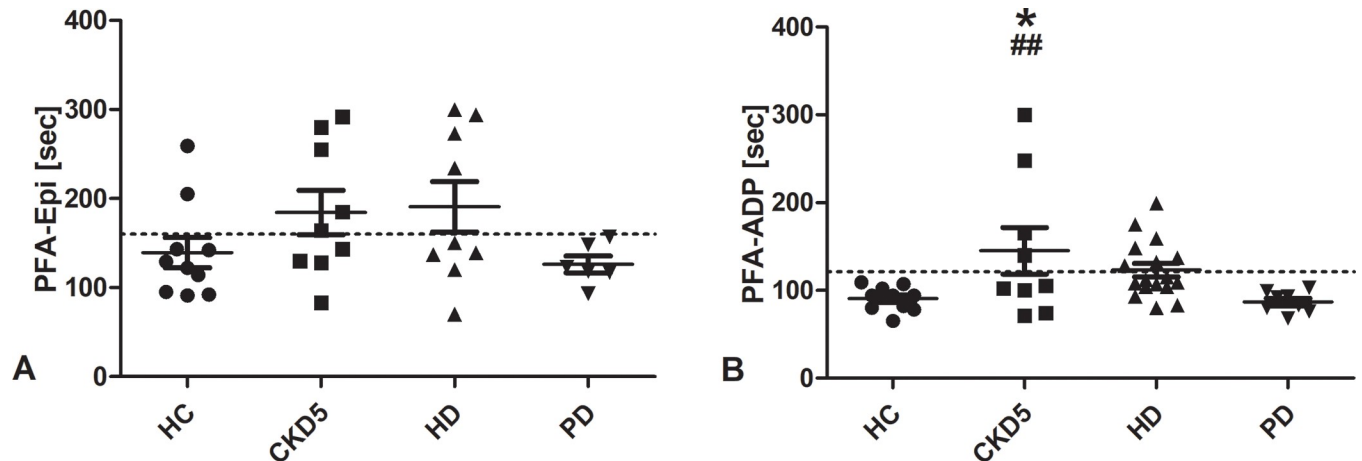 PFA-Epi [sec]
400
300
200
100
0
HC
CKD5
HD
PD
A
PFA-ADP [sec]
400
300
200
100
0
*
##
HC
CKD5
HD
PD
B